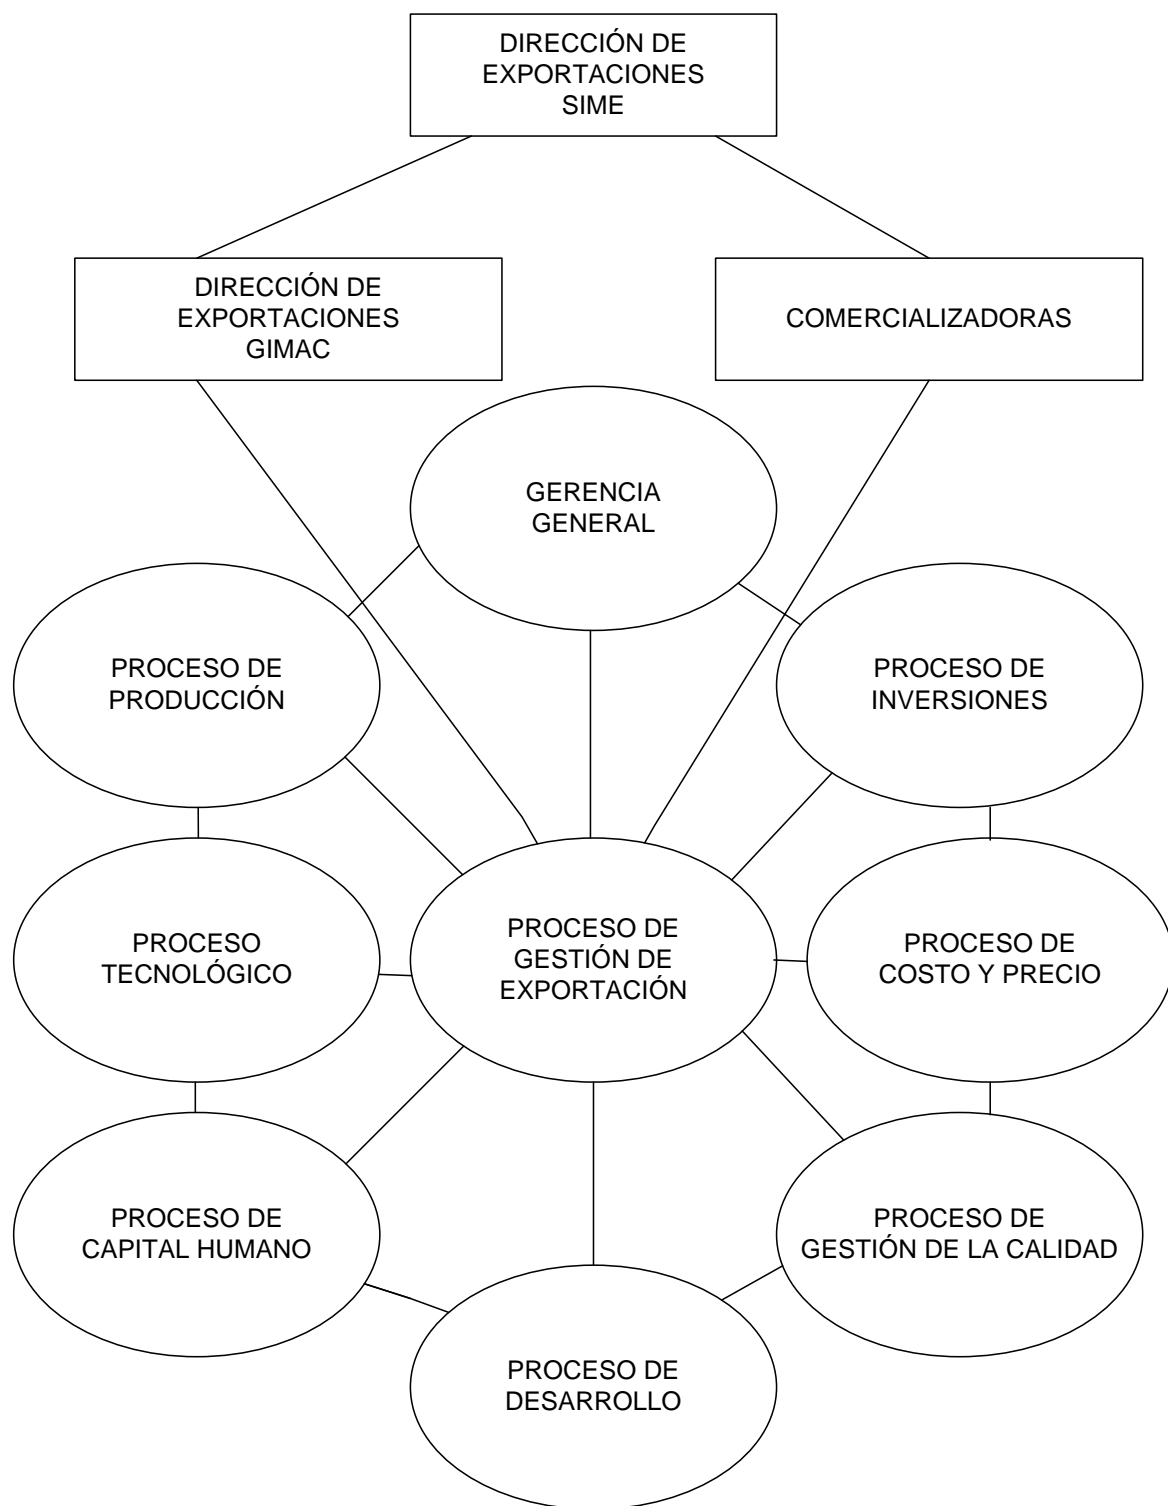 DIRECCIÓN DE
EXPORTACIONES
SIME
DIRECCIÓN DE
EXPORTACIONES
GIMAC
COMERCIALIZADORAS
GERENCIA
GENERAL
PROCESO DE
PRODUCCIÓN
PROCESO DE
INVERSIONES
PROCESO
TECNOLÓGICO
PROCESO DE
GESTIÓN DE
EXPORTACIÓN
PROCESO DE
COSTO Y PRECIO
PROCESO DE
CAPITAL HUMANO
PROCESO DE
GESTIÓN DE LA CALIDAD
PROCESO DE
DESARROLLO